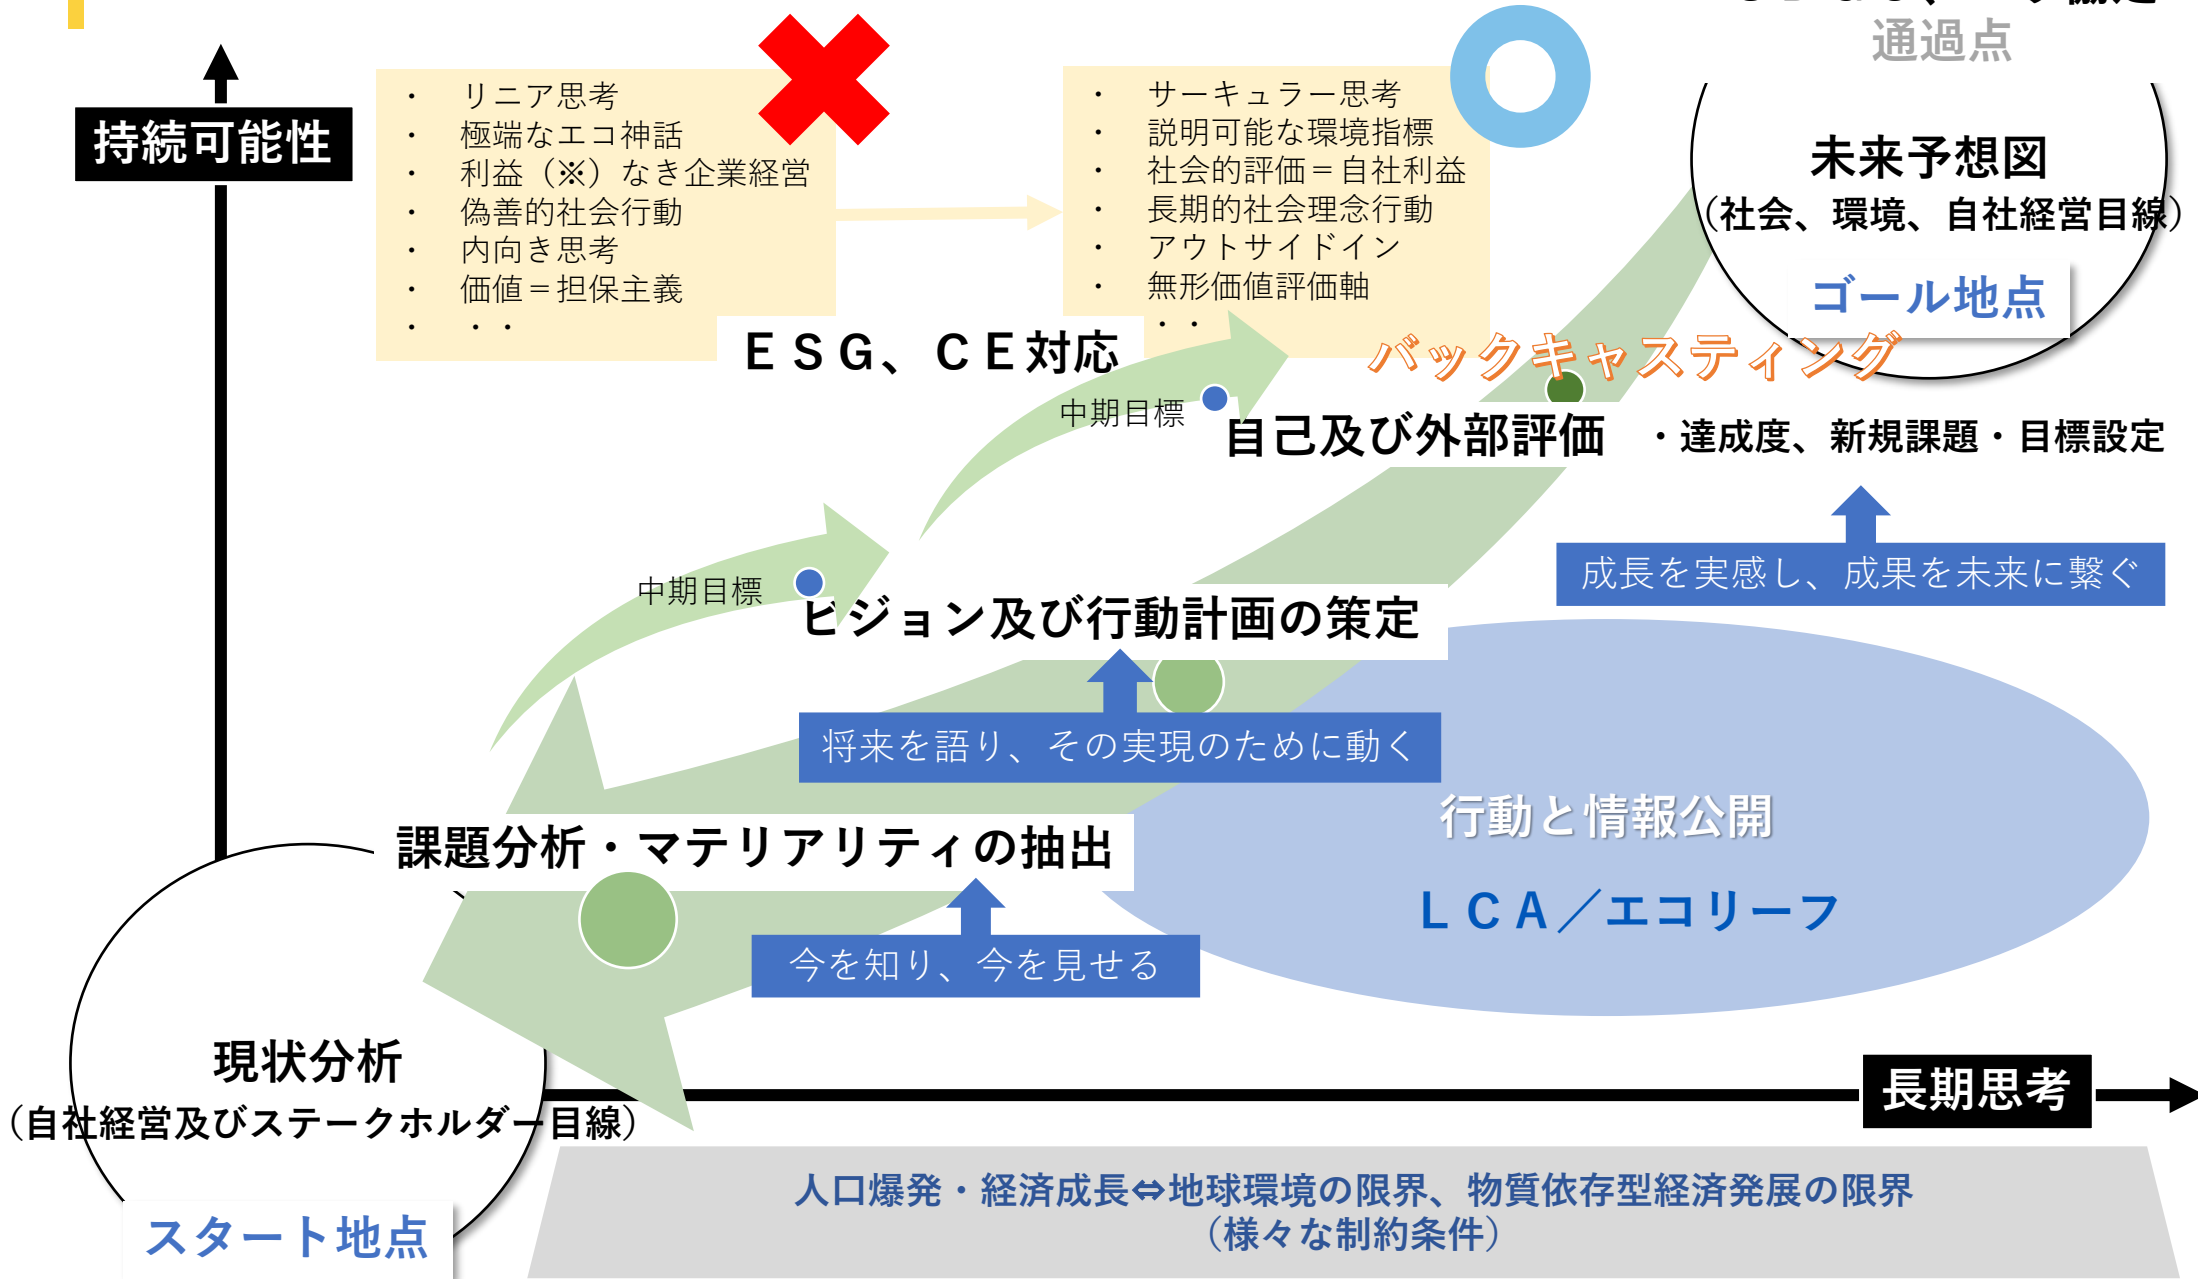 通過点
持続可能性
・ リニア思考
・ 極端なエコ神話
・ 利益（※）なき企業経営
・ 偽善的社会行動
・ 内向き思考
・ 価値＝担保主義
・ ・・
・ サーキュラー思考
・ 説明可能な環境指標
・ 社会的評価＝自社利益
・ 長期的社会理念行動
・ アウトサイドイン
・ 無形価値評価軸
・・
未来予想図
（社会、環境、自社経営目線）
ゴール地点
ＥＳＧ、ＣＥ対応
バックキャスティング
中期目標
自己及び外部評価
・達成度、新規課題・目標設定
成長を実感し、成果を未来に繋ぐ
中期目標
ビジョン及び行動計画の策定
将来を語り、その実現のために動く
行動と情報公開
ＬＣＡ／エコリーフ
課題分析・マテリアリティの抽出
今を知り、今を見せる
現状分析
（自社経営及びステークホルダー目線）
スタート地点
長期思考
人口爆発・経済成長⇔地球環境の限界、物質依存型経済発展の限界
（様々な制約条件）